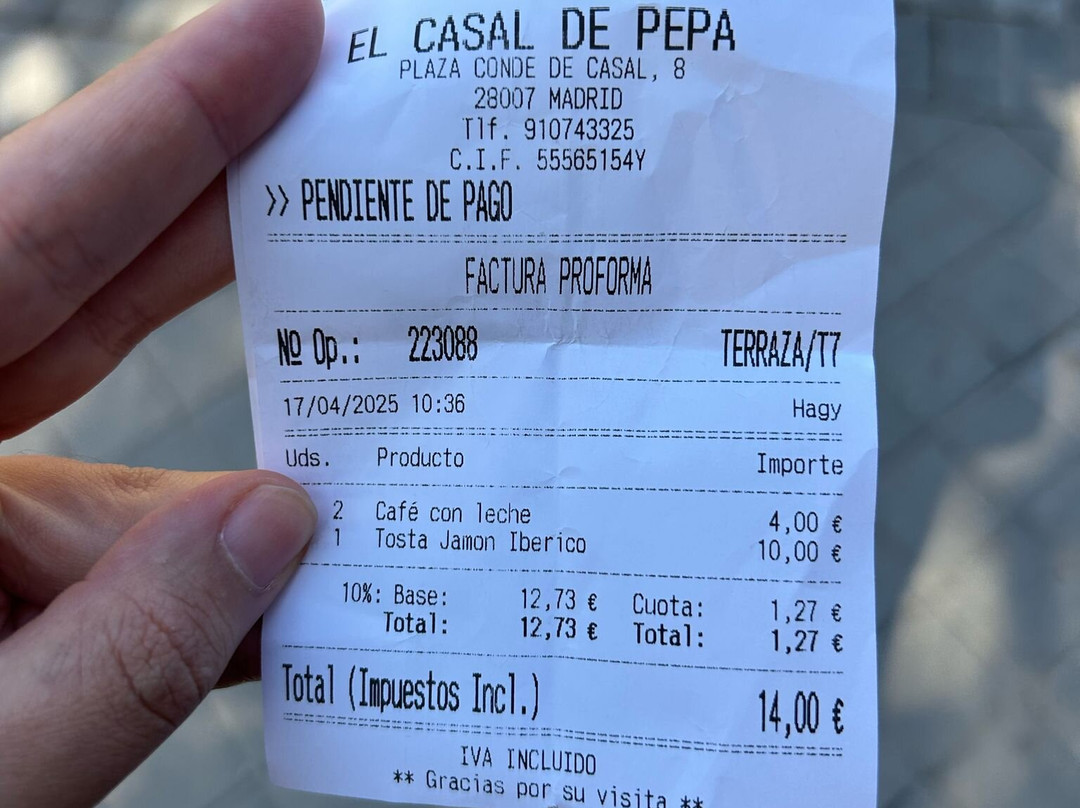 EL CASAL DE PEPA
PLAZA CONDE DE CASAL, 8
28007 MADRID
Tlf. 910743325
C.I.F. 55565154Y
>> PENDIENTE DE PAGO
FACTURA PROFORMA
Nº Op.: 223088 TERRAZA/T7
17/04/2025 10:36 Hagy
Uds. Producto Importe
2 Café con leche 4,00 €
1 Tosta Jamon Iberico 10,00 €
10%: Base: 12,73 € Cuota: 1,27 €
Total: 12,73 € Total: 1,27 €
Total (Impuestos Incl.) 14,00 €
IVA INCLUIDO
** Gracias por su visita **